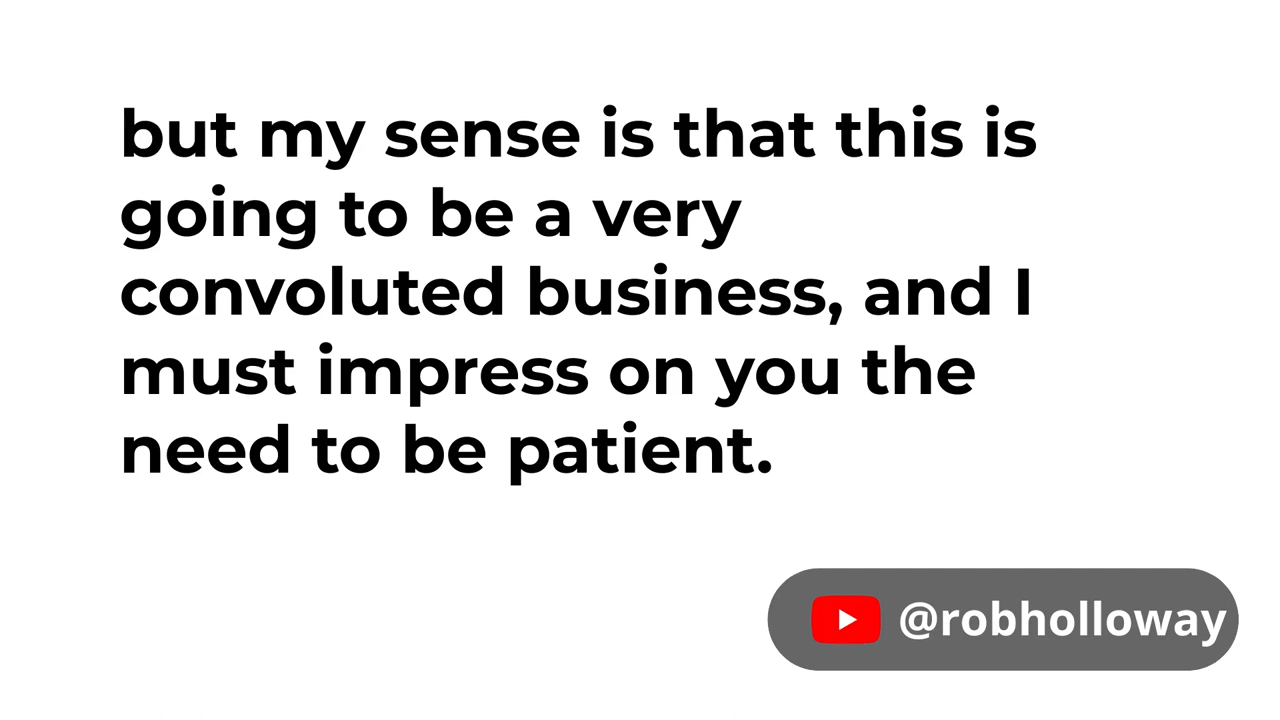 but my sense is that this is
going to be a very
convoluted business, and I
must impress on you the
need to be patient.
@robholloway